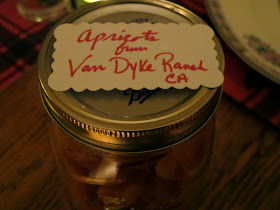 Apricots
from
Van Dyke Ranch
CA